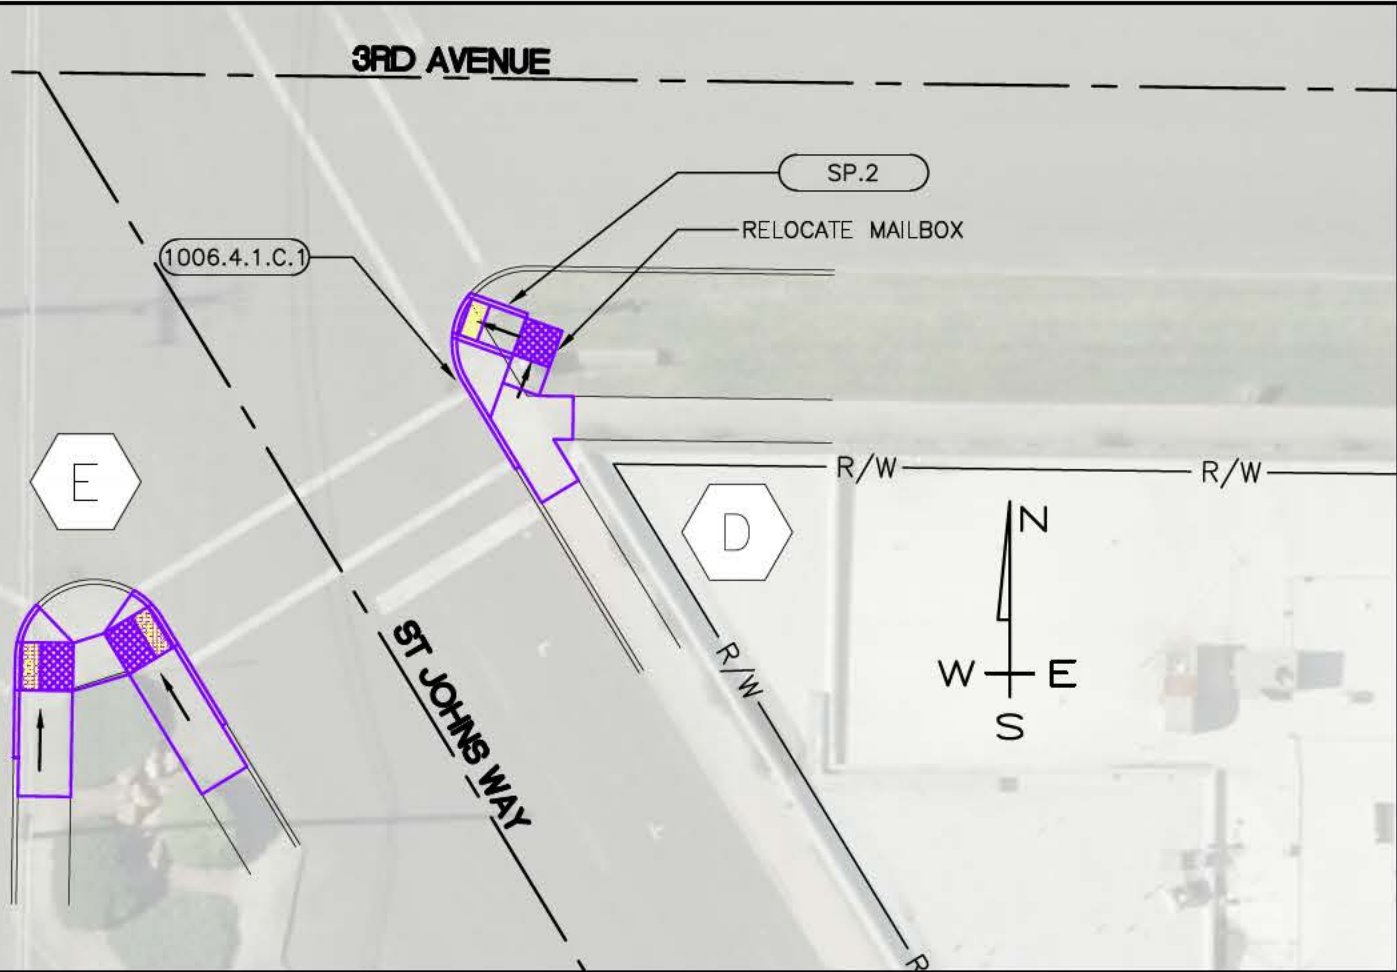 3RD AVENUE
SP.2
RELOCATE MAILBOX
1006.4.1.C.1
E
R/W
R/W
D
N
W
E
S
ST JOHNS WAY
R/W
R